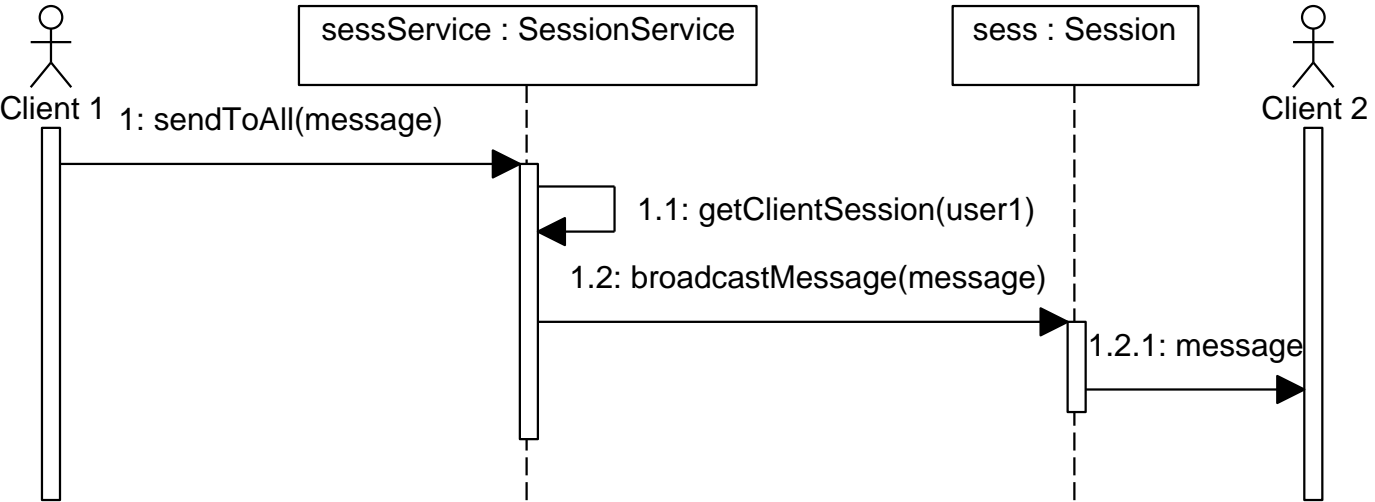 sessService : SessionService
sess : Session
Client 1
Client 2
1: sendToAll(message)
1.1: getClientSession(user1)
1.2: broadcastMessage(message)
1.2.1: message